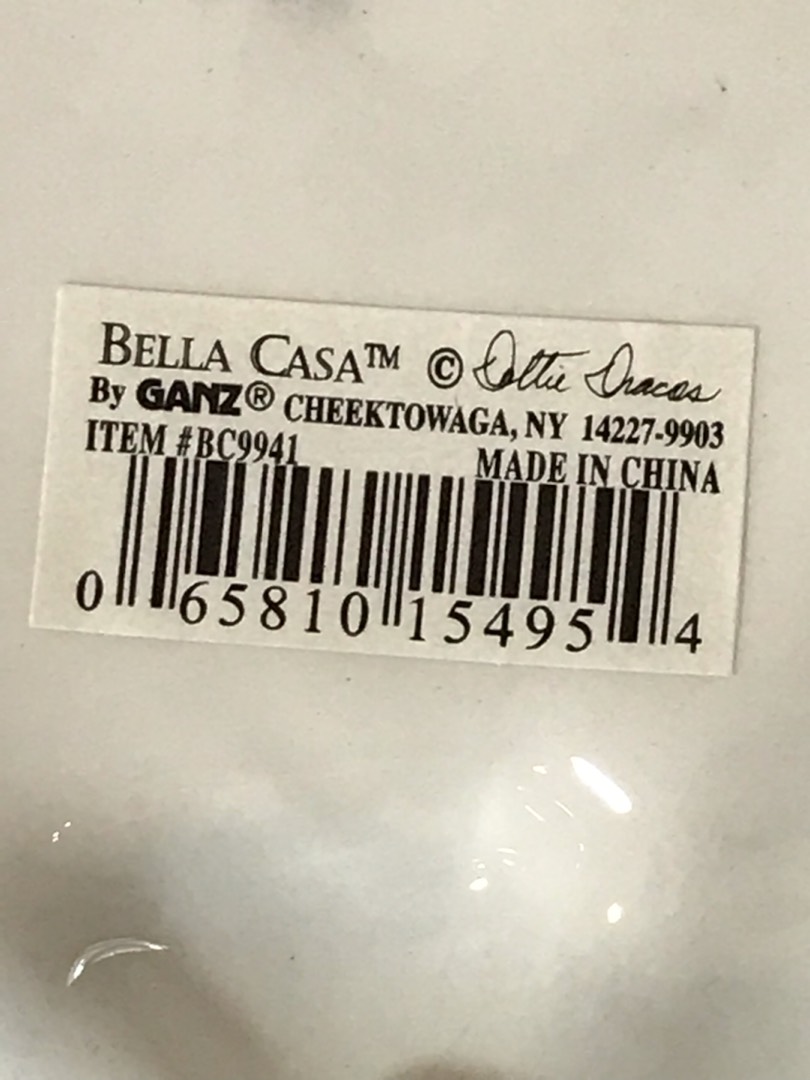 BELLA CASA™ © Dottie Dracos
By GANZ® CHEEKTOWAGA, NY 14227-9903
ITEM #BC9941 MADE IN CHINA
0 65810 15495 4